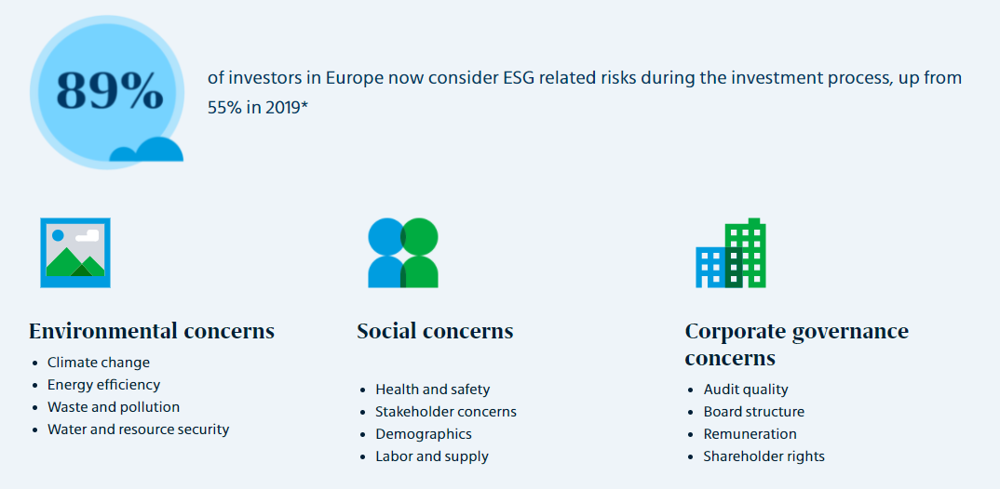 89%
of investors in Europe now consider ESG related risks during the investment process, up from
55% in 2019*
Environmental concerns
• Climate change
• Energy efficiency
• Waste and pollution
• Water and resource security
Social concerns
• Health and safety
• Stakeholder concerns
• Demographics
• Labor and supply
Corporate governance
concerns
• Audit quality
• Board structure
• Remuneration
• Shareholder rights